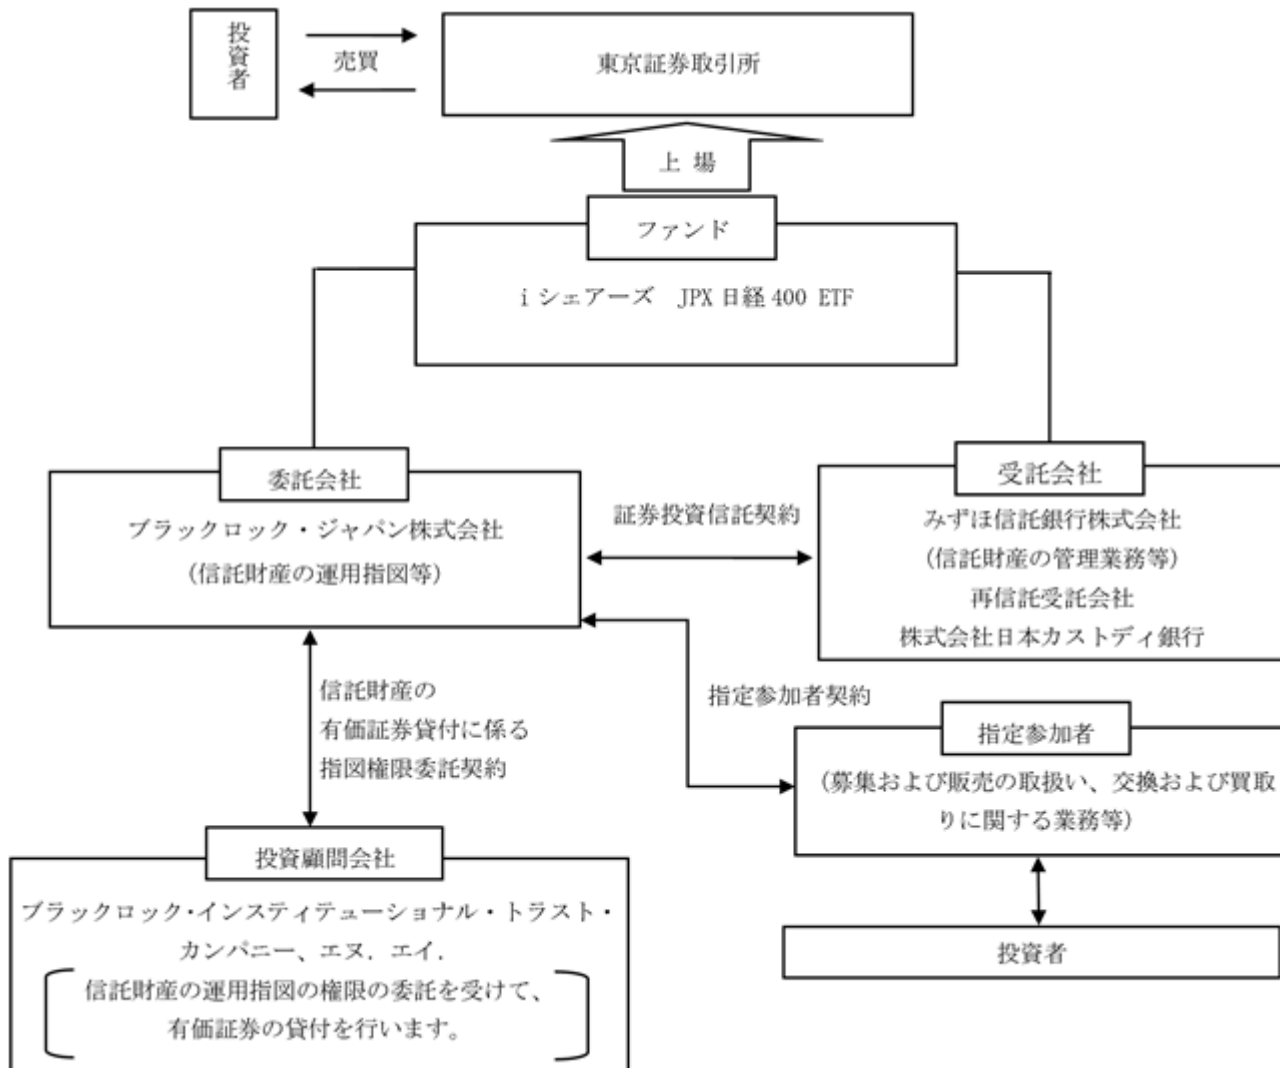 投資者
売買
東京証券取引所
上 場
ファンド
i シェアーズ　JPX 日経 400 ETF
委託会社
ブラックロック・ジャパン株式会社
(信託財産の運用指図等)
証券投資信託契約
受託会社
みずほ信託銀行株式会社
(信託財産の管理業務等)
再信託受託会社
株式会社日本カストディ銀行
信託財産の
有価証券貸付に係る
指図権限委託契約
指定参加者契約
指定参加者
(募集および販売の取扱い、交換および買取
りに関する業務等)
投資者
投資顧問会社
ブラックロック・インスティテューショナル・トラスト・
カンパニー、エヌ．エイ．
信託財産の運用指図の権限の委託を受けて、
有価証券の貸付を行います。